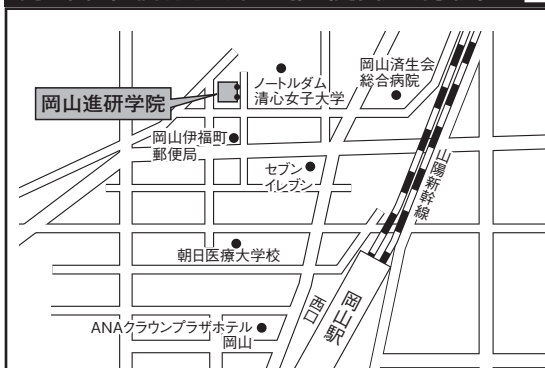 ノートルダム
清心女子大学
岡山済生会
総合病院
岡山進研学院
岡山伊福町
郵便局
セブン
イレブン
山陽新幹線
朝日医療大学校
西口
岡山駅
ANAクラウンプラザホテル
岡山